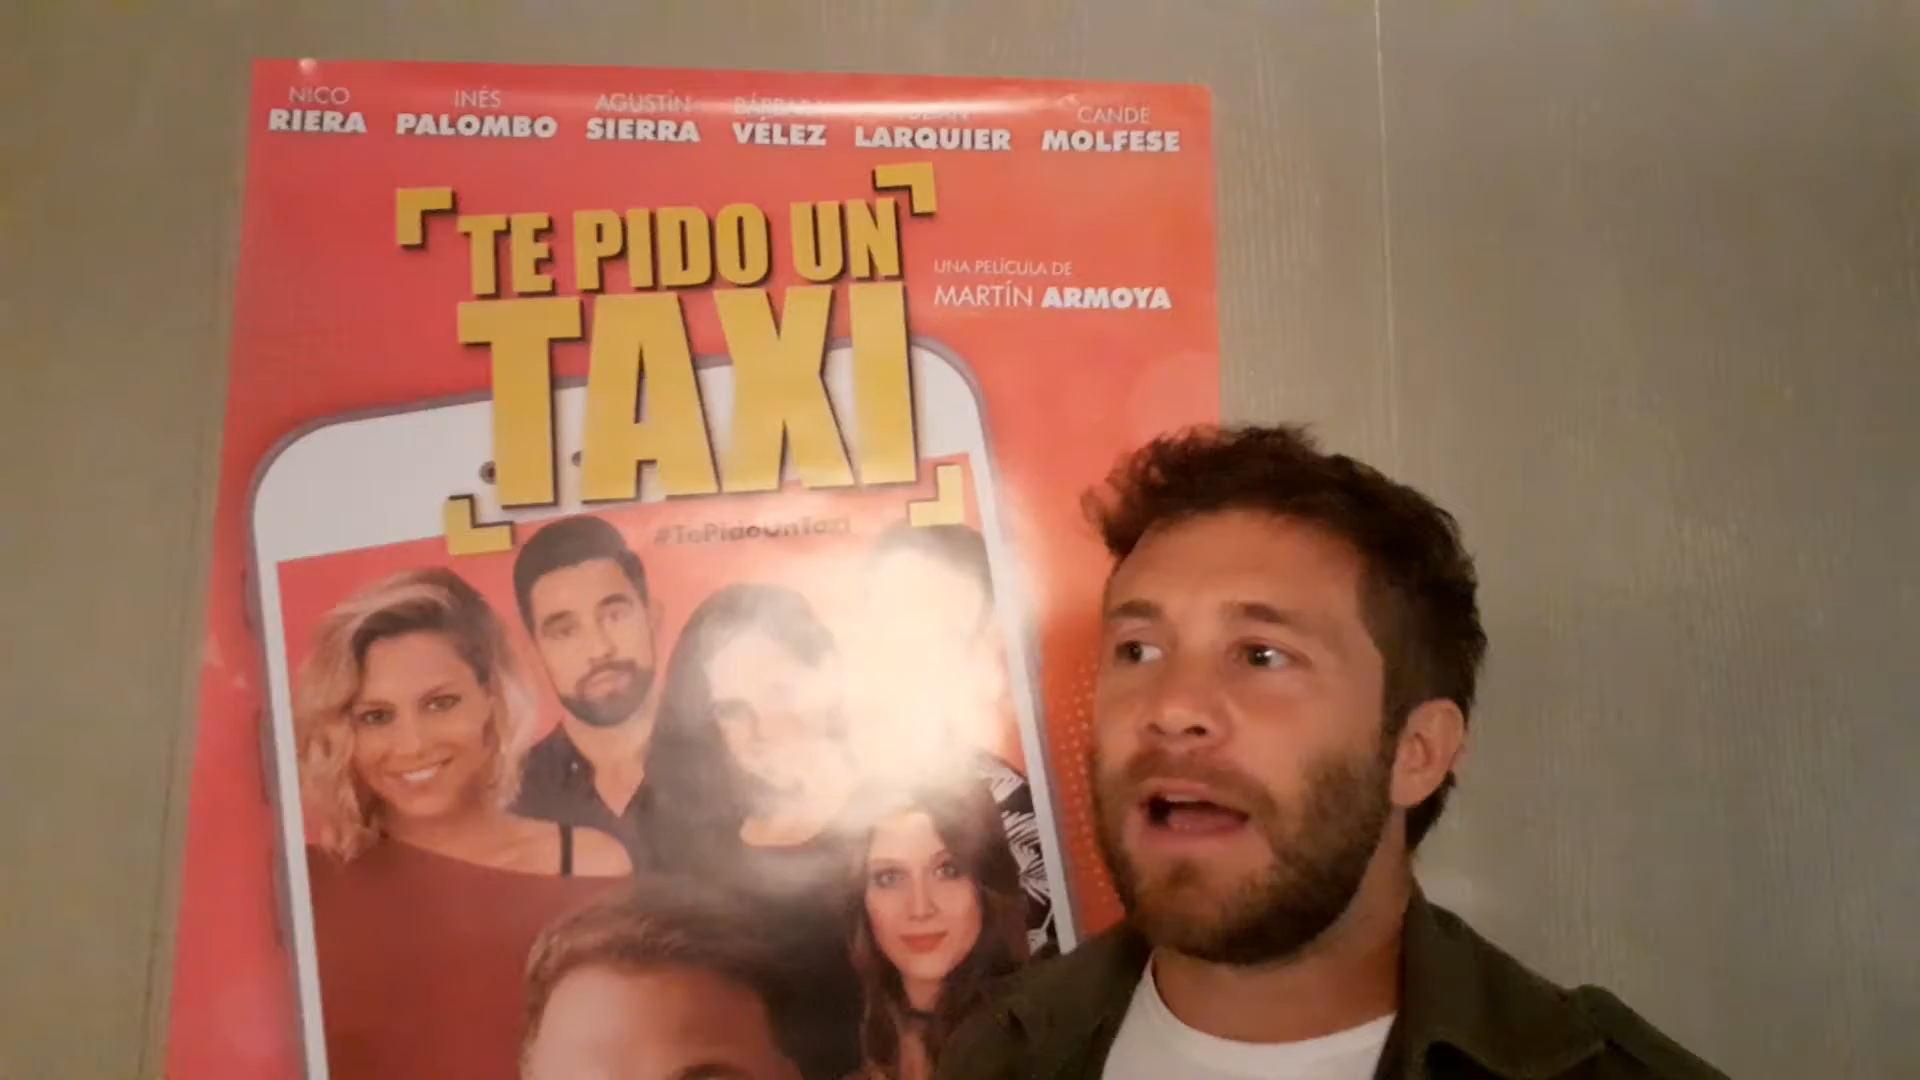 NICO
RIERA
INÉS
PALOMBO
AGUSTÍN
SIERRA
VÉLEZ
LARQUIER
CANDE
MOLFESE
TE PIDO UN
TAXI
UNA PELÍCULA DE
MARTÍN ARMOYA
#TePidoUnTaxi